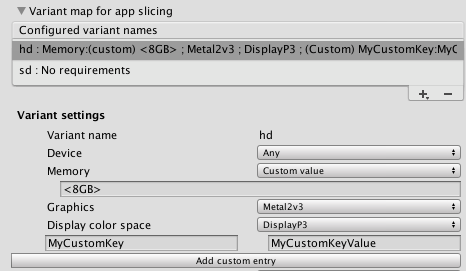 Variant map for app slicing
Configured variant names
hd : Memory:(custom) <8GB> ; Metal2v3 ; DisplayP3 ; (Custom) MyCustomKey:MyC
sd : No requirements
Variant settings
Variant name hd
Device Any
Memory Custom value
<8GB>
Graphics Metal2v3
Display color space DisplayP3
MyCustomKey MyCustomKeyValue
Add custom entry